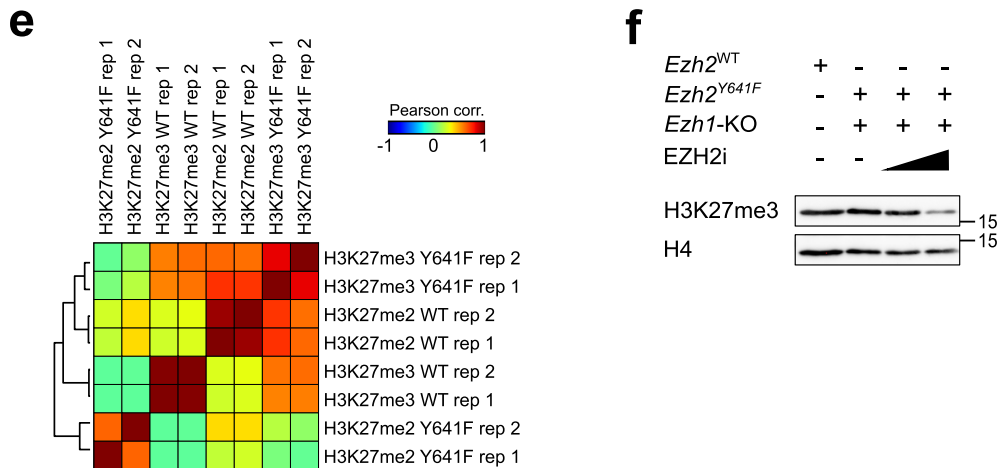 e
H3K27me2 Y641F rep 1
H3K27me2 Y641F rep 2
H3K27me3 WT rep 1
H3K27me3 WT rep 2
H3K27me2 WT rep 1
H3K27me2 WT rep 2
H3K27me3 Y641F rep 1
H3K27me3 Y641F rep 2
Pearson corr.
-1 0 1
H3K27me3 Y641F rep 2
H3K27me3 Y641F rep 1
H3K27me2 WT rep 2
H3K27me2 WT rep 1
H3K27me3 WT rep 2
H3K27me3 WT rep 1
H3K27me2 Y641F rep 2
H3K27me2 Y641F rep 1
f
Ezh2WT + - - -
Ezh2Y641F - + + +
Ezh1-KO - + + +
EZH2i - -
H3K27me3 15
H4 15